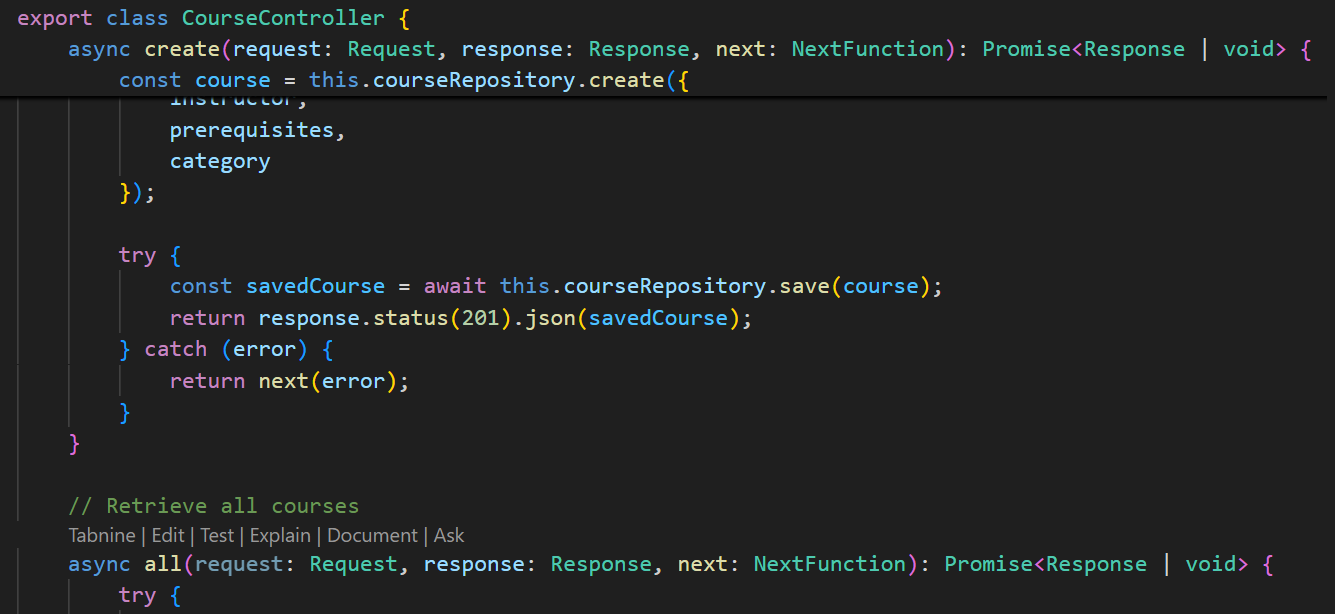 export class CourseController {
    async create(request: Request, response: Response, next: NextFunction): Promise<Response | void> {
        const course = this.courseRepository.create({
            instructor,
            prerequisites,
            category
        });

        try {
            const savedCourse = await this.courseRepository.save(course);
            return response.status(201).json(savedCourse);
        } catch (error) {
            return next(error);
        }
    }

    // Retrieve all courses
    Tabnine | Edit | Test | Explain | Document | Ask
    async all(request: Request, response: Response, next: NextFunction): Promise<Response | void> {
        try {